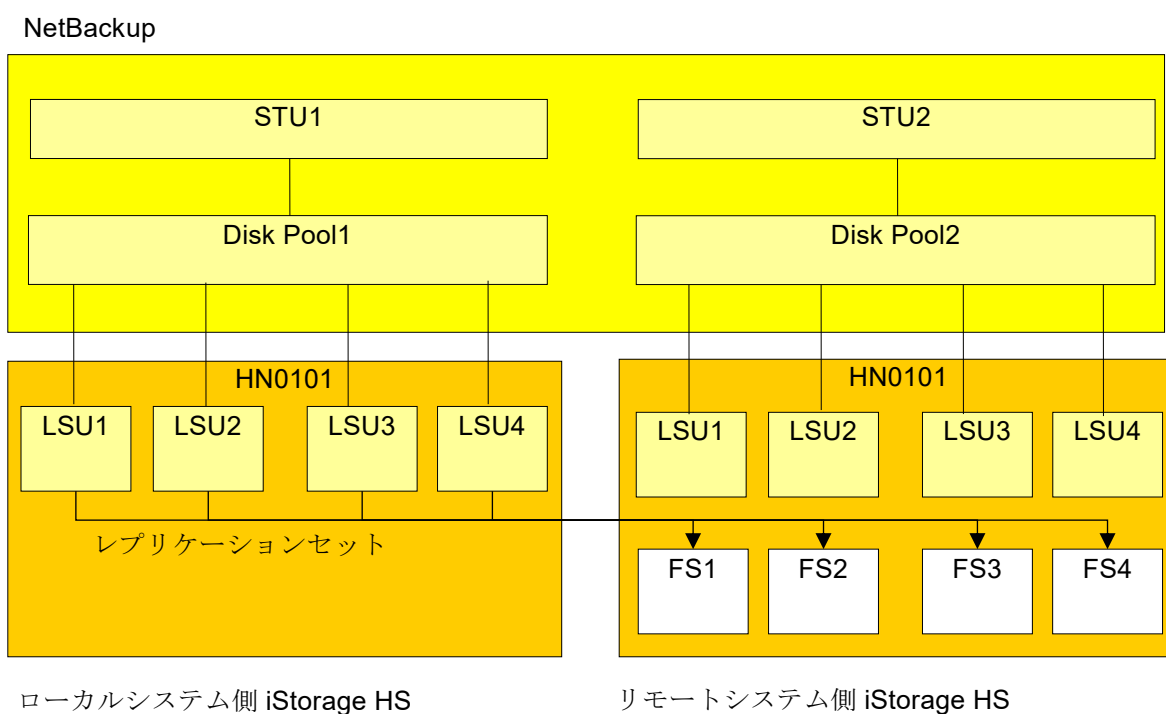 NetBackup
STU1
STU2
Disk Pool1
Disk Pool2
HN0101
HN0101
LSU1
LSU2
LSU3
LSU4
LSU1
LSU2
LSU3
LSU4
レプリケーションセット
FS1
FS2
FS3
FS4
ローカルシステム側 iStorage HS
リモートシステム側 iStorage HS